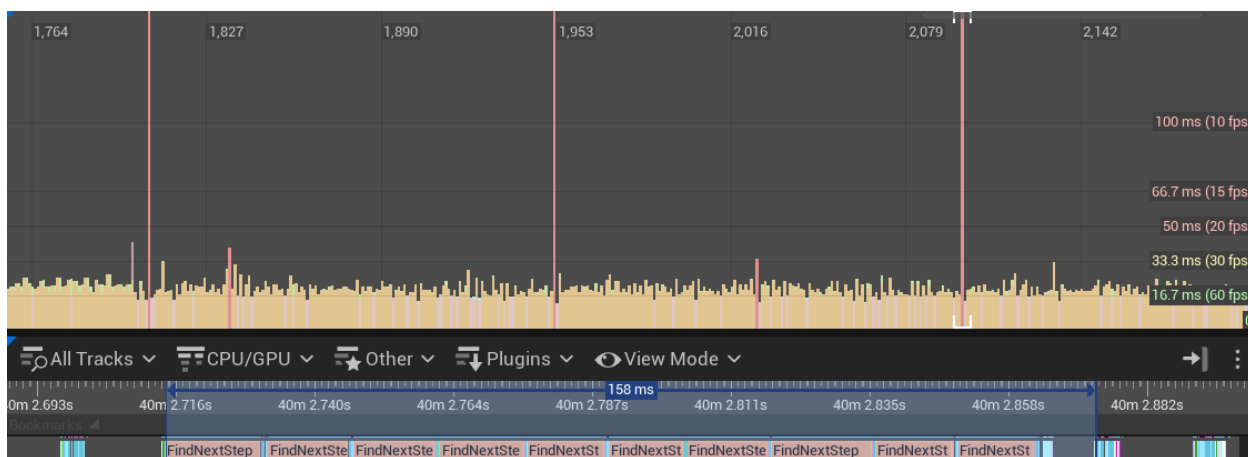 1,764 1,827 1,890 1,953 2,016 2,079 2,142
100 ms (10 fps
66.7 ms (15 fps
50 ms (20 fps
33.3 ms (30 fps
16.7 ms (60 fps
All Tracks CPU/GPU Other Plugins View Mode
158 ms
0m 2.693s 40m 2.716s 40m 2.740s 40m 2.764s 40m 2.787s 40m 2.811s 40m 2.835s 40m 2.858s 40m 2.882s
Bookmarks
FindNextStep FindNextSte FindNextSte FindNextSte FindNextSt FindNextSt FindNextSt FindNextStep FindNextSt FindNextSt